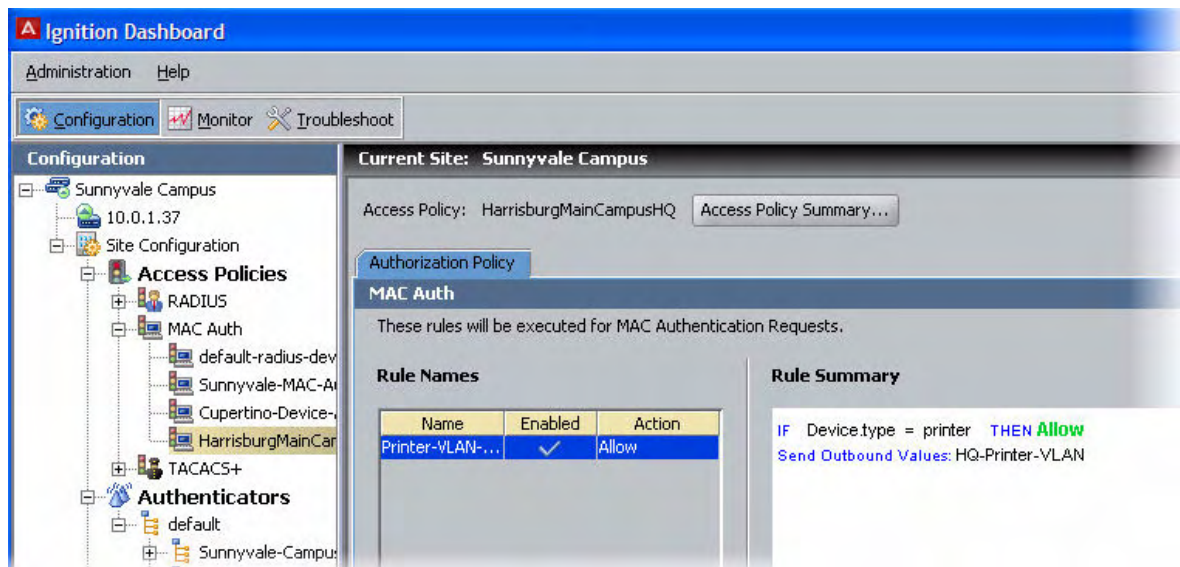 Ignition Dashboard
Administration Help
Configuration Monitor Troubleshoot
Configuration
Sunnyvale Campus
10.0.1.37
Site Configuration
Access Policies
RADIUS
MAC Auth
default-radius-dev
Sunnyvale-MAC-A
Cupertino-Device-
HarrisburgMainCar
TACACS+
Authenticators
default
Sunnyvale-Campu
Current Site: Sunnyvale Campus
Access Policy: HarrisburgMainCampusHQ Access Policy Summary...
Authorization Policy
MAC Auth
These rules will be executed for MAC Authentication Requests.
Rule Names
Name Enabled Action
Printer-VLAN-... Allow
Rule Summary
IF Device.type = printer THEN Allow
Send Outbound Values: HQ-Printer-VLAN